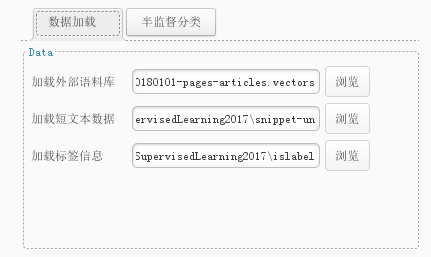 数据加载 半监督分类
Data
加载外部语料库 0180101-pages-articles.vectors 浏览
加载短文本数据 ervisedLearning2017\snippet-un 浏览
加载标签信息 SupervisedLearning2017\islabel 浏览